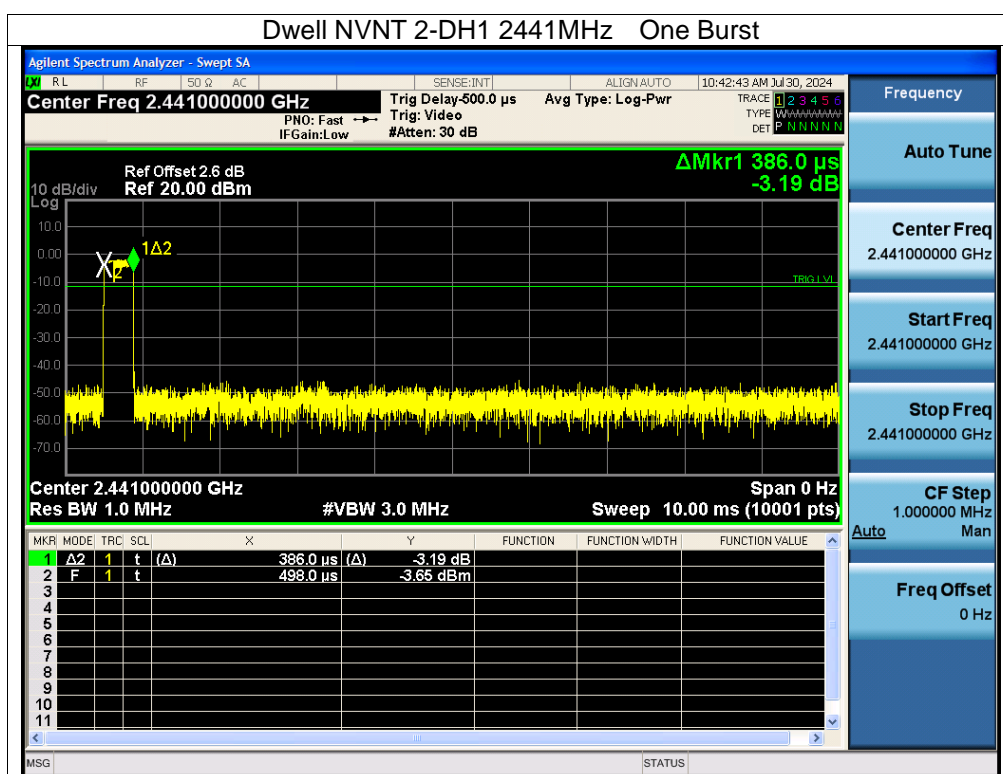 Dwell NVNT 2-DH1 2441MHz One Burst
Agilent Spectrum Analyzer - Swept SA
LXI RL RF 50 Ω AC SENSE:INT ALIGN AUTO 10:42:43 AM Jul 30, 2024
Center Freq 2.441000000 GHz
Trig Delay-500.0 µs Avg Type: Log-Pwr
TRACE 1 2 3 4 5 6
PNO: Fast Trig: Video
TYPE WWWWWW
IFGain:Low #Atten: 30 dB
DET P N N N N N
Frequency
Auto Tune
ΔMkr1 386.0 µs
-3.19 dB
Ref Offset 2.6 dB
10 dB/div Ref 20.00 dBm
Log
10.0
0.00
-10.0
-20.0
-30.0
-40.0
-50.0
-60.0
-70.0
1Δ2
2
TRIG LVL
Center 2.441000000 GHz Span 0 Hz
Res BW 1.0 MHz #VBW 3.0 MHz Sweep 10.00 ms (10001 pts)
Center Freq
2.441000000 GHz
Start Freq
2.441000000 GHz
Stop Freq
2.441000000 GHz
CF Step
1.000000 MHz
Auto Man
Freq Offset
0 Hz
MKR MODE TRC SCL X Y FUNCTION FUNCTION WIDTH FUNCTION VALUE
1 Δ2 1 t (Δ) 386.0 µs (Δ) -3.19 dB
2 F 1 t 498.0 µs -3.65 dBm
3
4
5
6
7
8
9
10
11
MSG STATUS